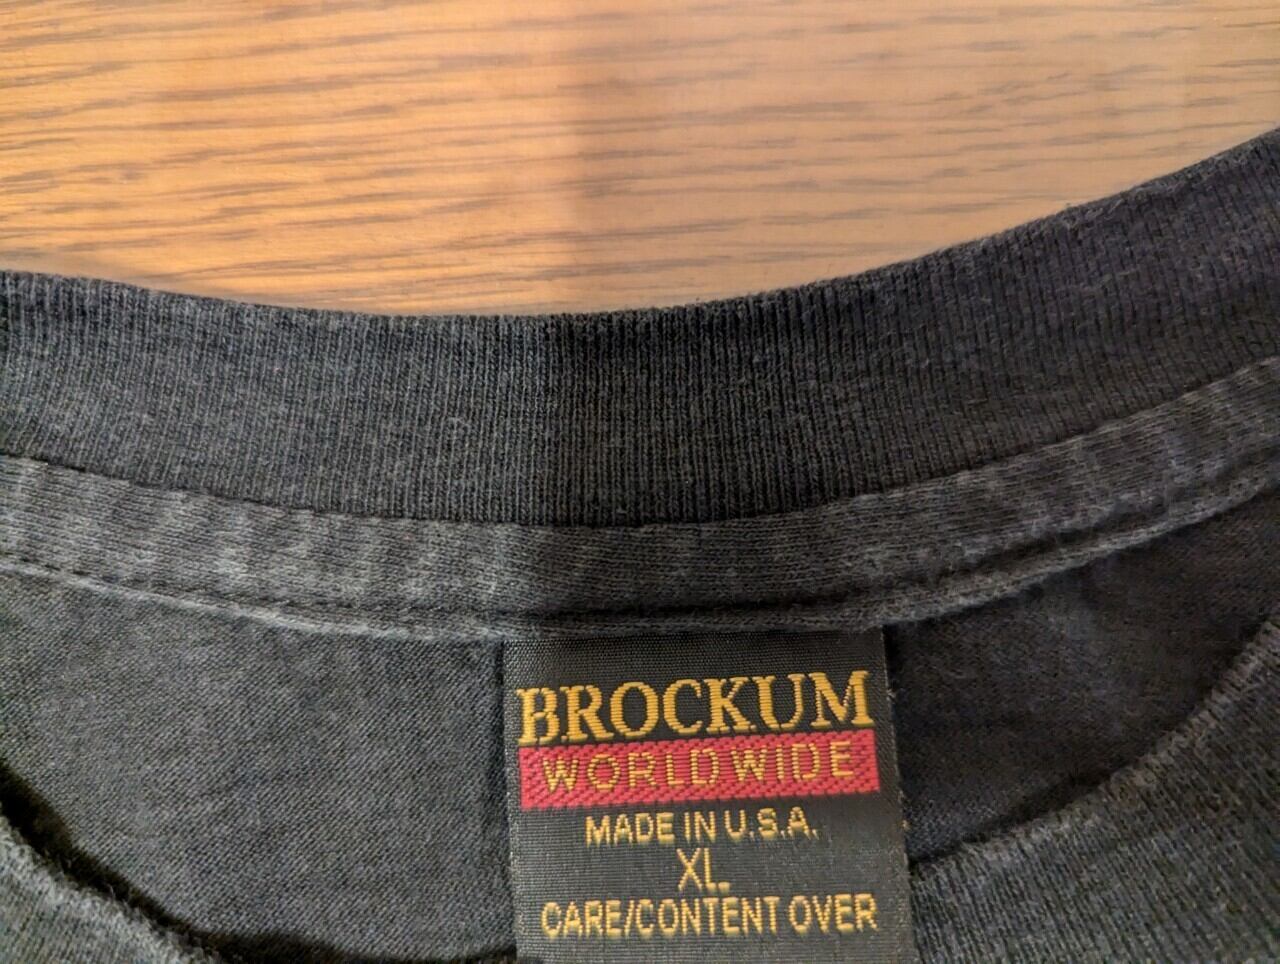 BROCKUM
WORLDWIDE
MADE IN U.S.A.
XL.
CARE/CONTENT OVER